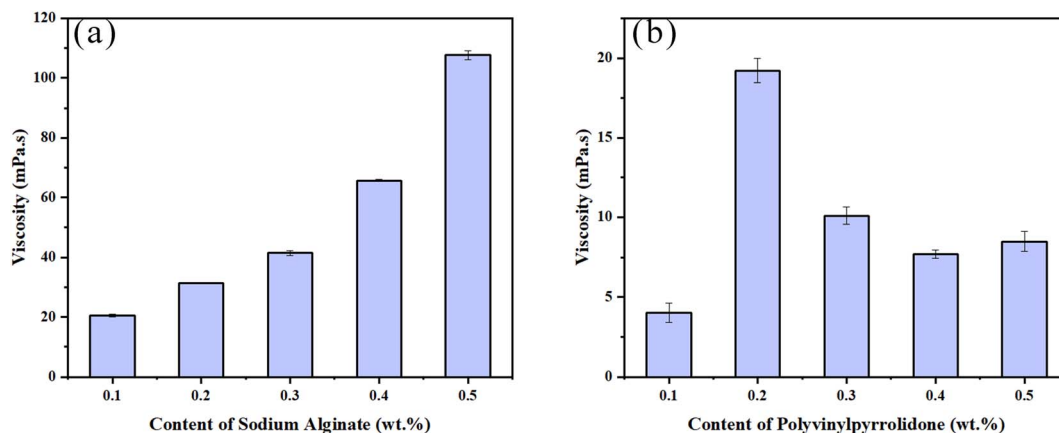 (a)
Viscosity (mPa.s)
120
100
80
60
40
20
0
0.1 0.2 0.3 0.4 0.5
Content of Sodium Alginate (wt.%)
(b)
Viscosity (mPa.s)
20
15
10
5
0
0.1 0.2 0.3 0.4 0.5
Content of Polyvinylpyrrolidone (wt.%)